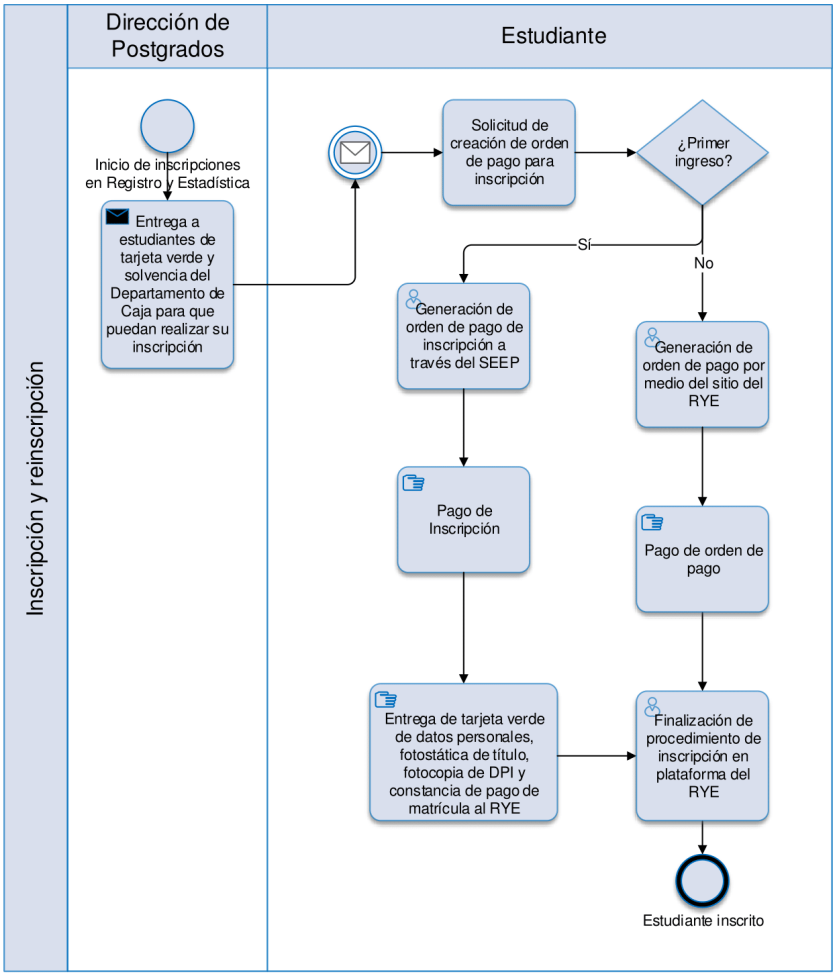 Dirección de
Postgrados
Estudiante
Inscripción y reinscripción
Inicio de inscripciones
en Registro y Estadística
Entrega a
estudiantes de
tarjeta verde y
solvencia del
Departamento de
Caja para que
puedan realizar su
inscripción
Solicitud de
creación de orden
de pago para
inscripción
¿Primer
ingreso?
Sí
No
Generación de
orden de pago de
inscripción a
través del SEEP
Generación de
orden de pago por
medio del sitio del
RYE
Pago de
Inscripción
Pago de orden de
pago
Entrega de tarjeta verde
de datos personales,
fotostática de título,
fotocopia de DPI y
constancia de pago de
matrícula al RYE
Finalización de
procedimiento de
inscripción en
plataforma del
RYE
Estudiante inscrito